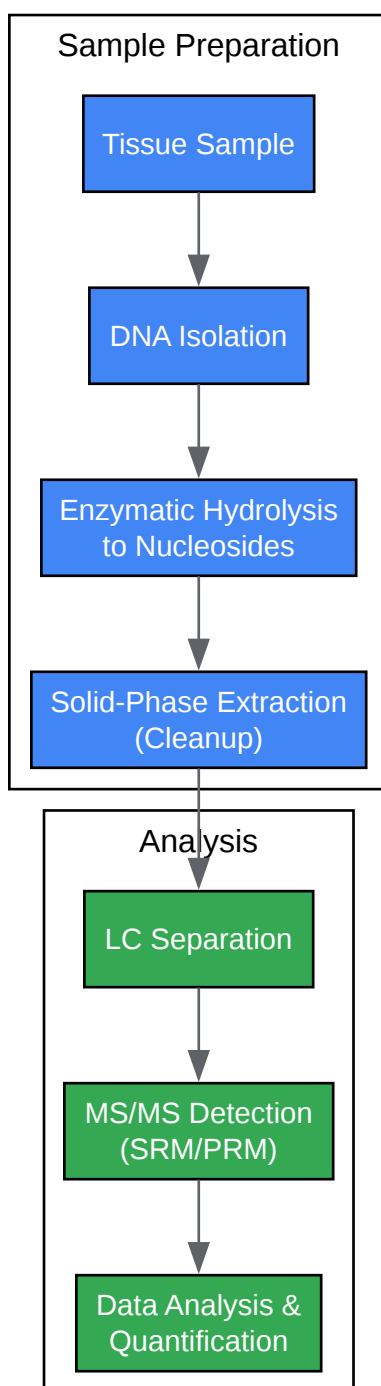 Sample Preparation
Tissue Sample
DNA Isolation
Enzymatic Hydrolysis
to Nucleosides
Solid-Phase Extraction
(Cleanup)
Analysis
LC Separation
MS/MS Detection
(SRM/PRM)
Data Analysis &
Quantification